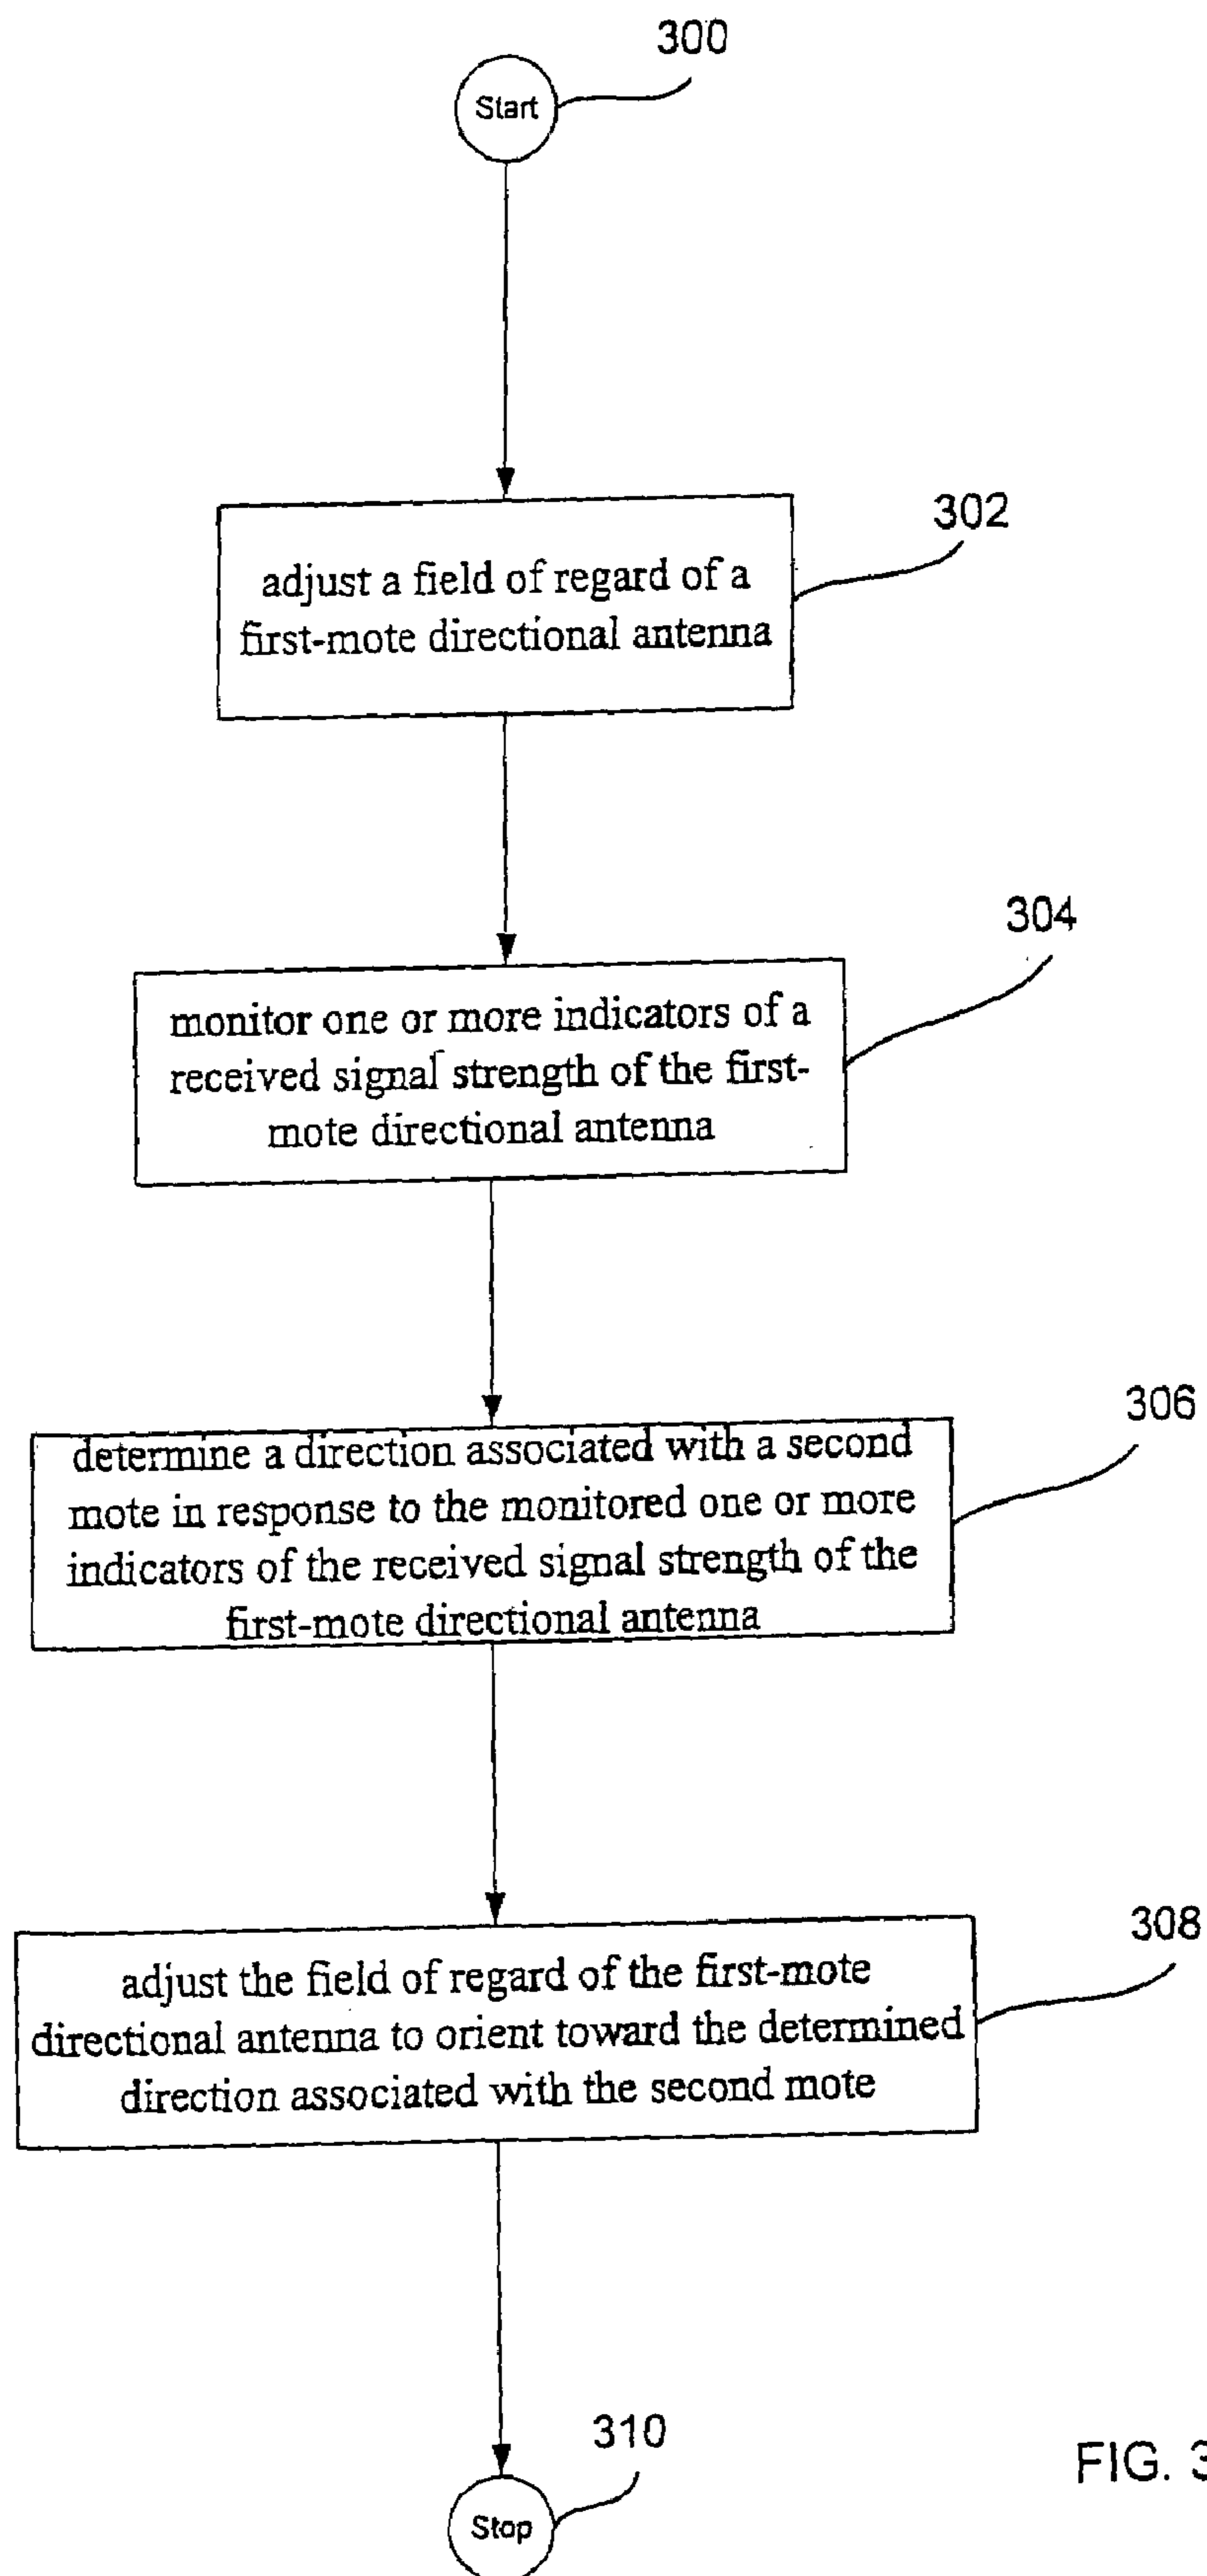 300
Start
302
adjust a field of regard of a
first-mote directional antenna
304
monitor one or more indicators of a
received signal strength of the first-
mote directional antenna
306
determine a direction associated with a second
mote in response to the monitored one or more
indicators of the received signal strength of the
first-mote directional antenna
308
adjust the field of regard of the first-mote
directional antenna to orient toward the determined
direction associated with the second mote
310
Stop
FIG. 3